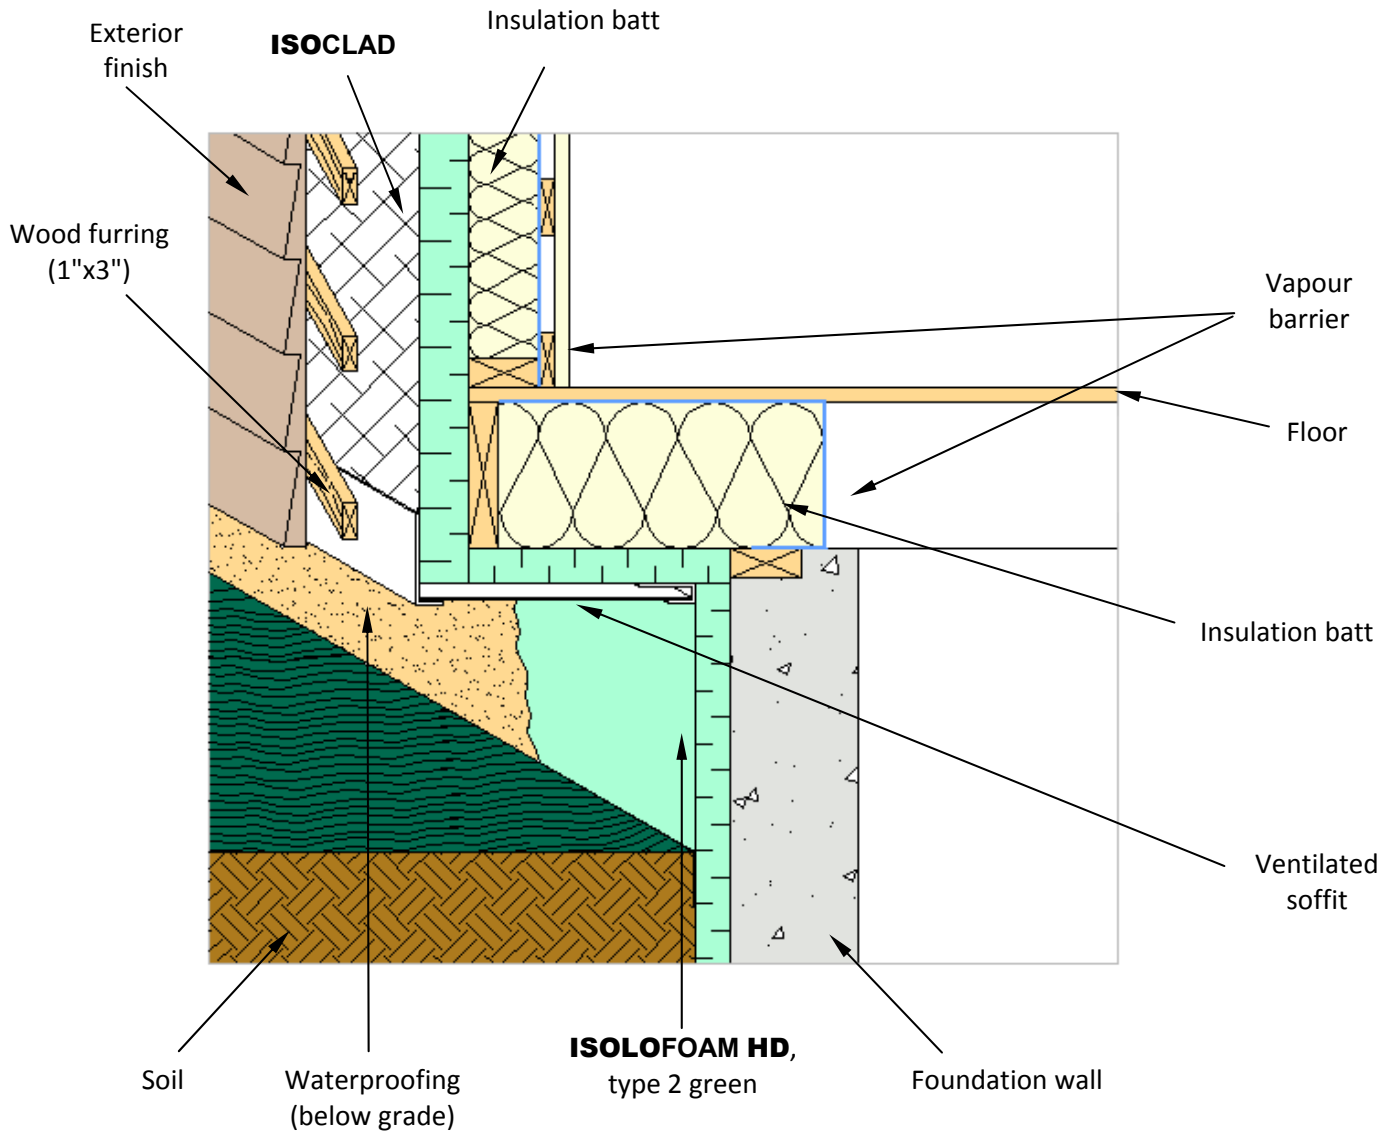 Insulation batt
Exterior
finish
ISOCLAD
Wood furring
(1"x3")
Vapour
barrier
Floor
Insulation batt
Ventilated
soffit
ISOLOFOAM HD,
type 2 green
Soil
Waterproofing
(below grade)
Foundation wall